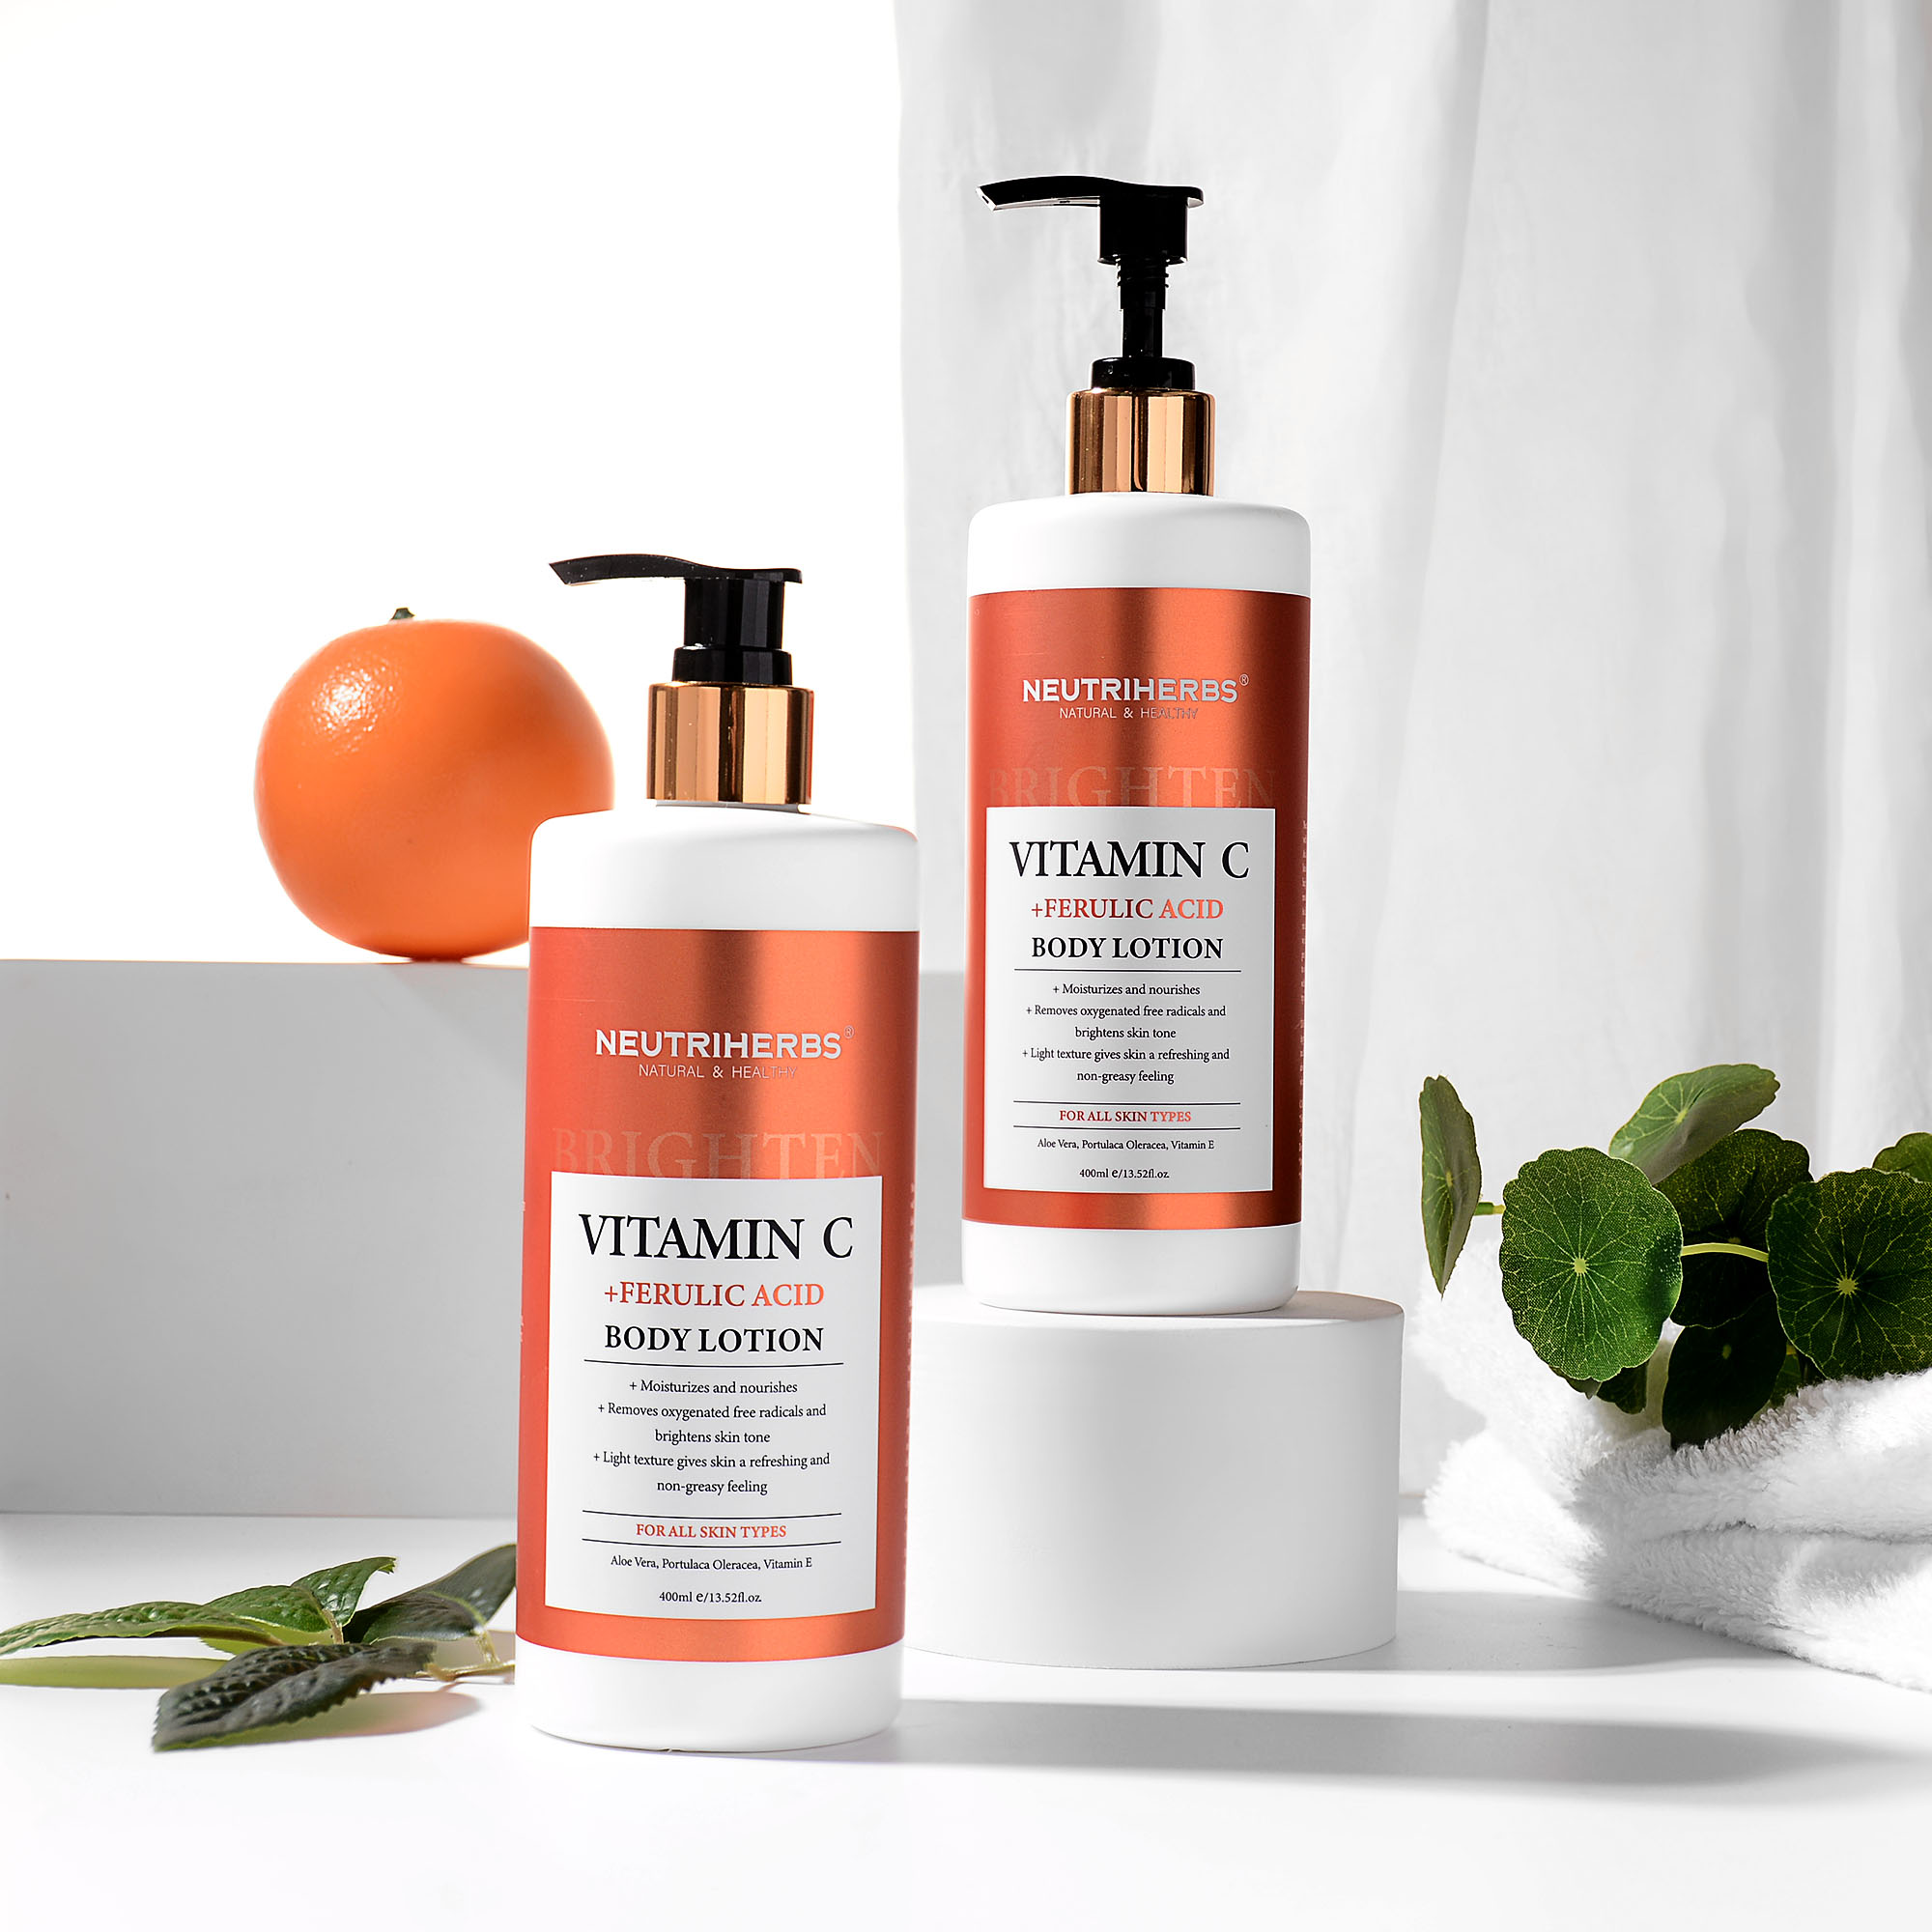 NEUTRIHERBS®
NATURAL & HEALTHY
BRIGHTEN
VITAMIN C
+FERULIC ACID
BODY LOTION
+ Moisturizes and nourishes
+ Removes oxygenated free radicals and
brightens skin tone
+ Light texture gives skin a refreshing and
non-greasy feeling
FOR ALL SKIN TYPES
Aloe Vera, Portulaca Oleracea, Vitamin E
400ml e/13.52fl.oz.
NEUTRIHERBS®
NATURAL & HEALTHY
BRIGHTEN
VITAMIN C
+FERULIC ACID
BODY LOTION
+ Moisturizes and nourishes
+ Removes oxygenated free radicals and
brightens skin tone
+ Light texture gives skin a refreshing and
non-greasy feeling
FOR ALL SKIN TYPES
Aloe Vera, Portulaca Oleracea, Vitamin E
400ml e/13.52fl.oz.